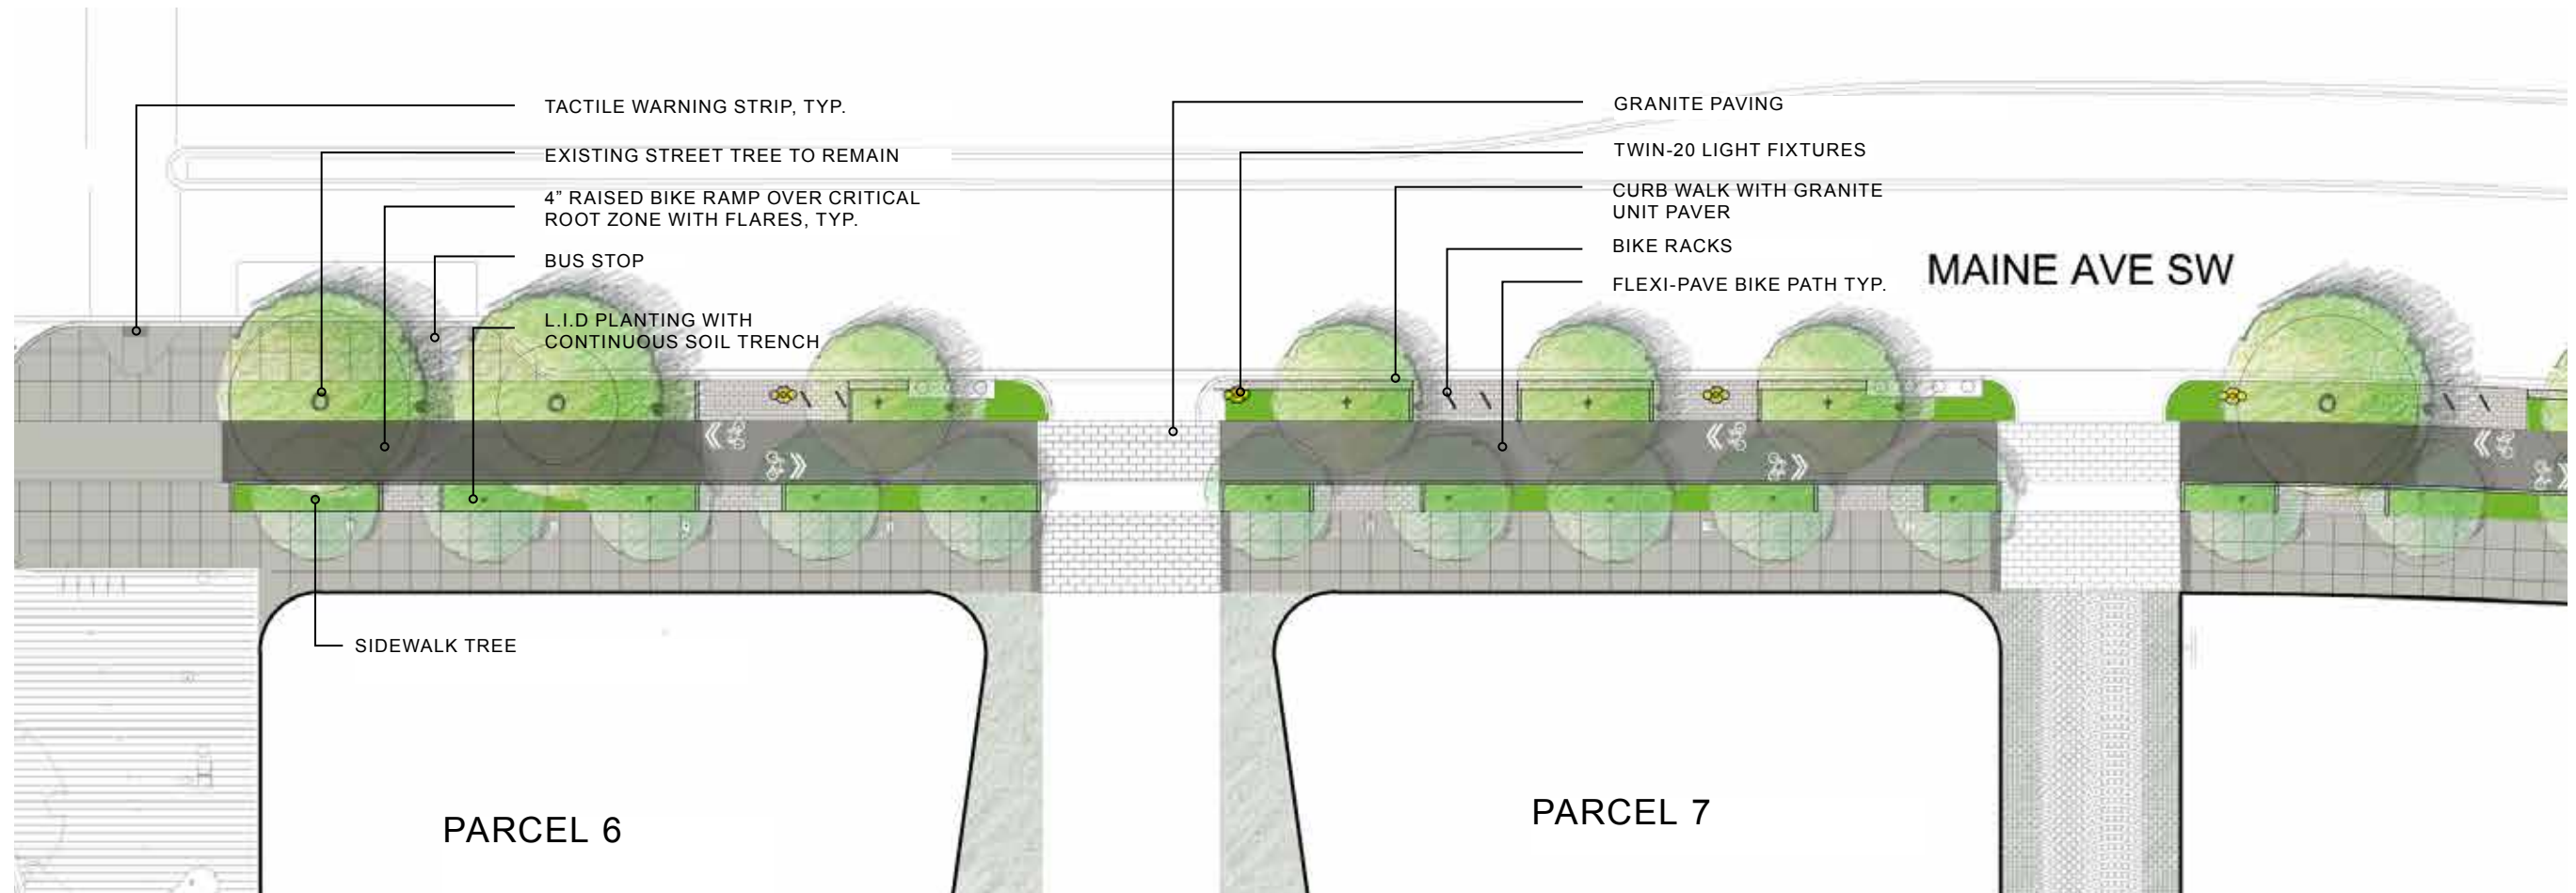 TACTILE WARNING STRIP, TYP.
EXISTING STREET TREE TO REMAIN
4” RAISED BIKE RAMP OVER CRITICAL
ROOT ZONE WITH FLARES, TYP.
BUS STOP
L.I.D PLANTING WITH
CONTINUOUS SOIL TRENCH
SIDEWALK TREE
GRANITE PAVING
TWIN-20 LIGHT FIXTURES
CURB WALK WITH GRANITE
UNIT PAVER
BIKE RACKS
FLEXI-PAVE BIKE PATH TYP.
MAINE AVE SW
PARCEL 6
PARCEL 7